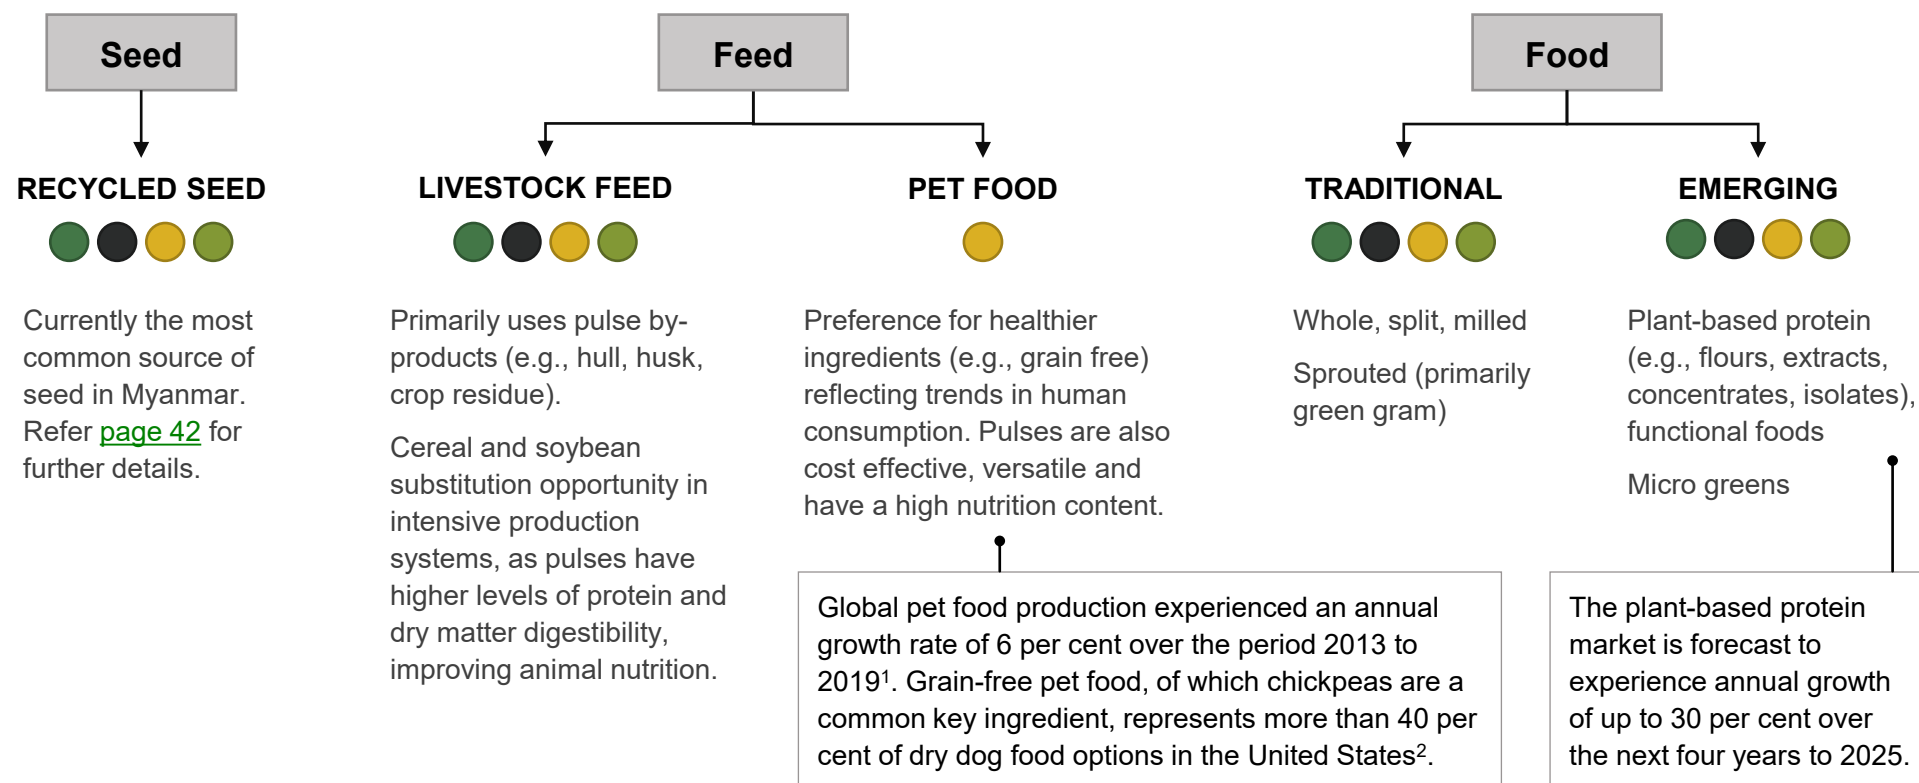 Seed
Feed
Food
RECYCLED SEED
Currently the most
common source of
seed in Myanmar.
Refer page 42 for
further details.
LIVESTOCK FEED
Primarily uses pulse by-
products (e.g., hull, husk,
crop residue).
Cereal and soybean
substitution opportunity in
intensive production
systems, as pulses have
higher levels of protein and
dry matter digestibility,
improving animal nutrition.
PET FOOD
Preference for healthier
ingredients (e.g., grain free)
reflecting trends in human
consumption. Pulses are also
cost effective, versatile and
have a high nutrition content.
Global pet food production experienced an annual
growth rate of 6 per cent over the period 2013 to
2019¹. Grain-free pet food, of which chickpeas are a
common key ingredient, represents more than 40 per
cent of dry dog food options in the United States².
TRADITIONAL
Whole, split, milled
Sprouted (primarily
green gram)
EMERGING
Plant-based protein
(e.g., flours, extracts,
concentrates, isolates),
functional foods
Micro greens
The plant-based protein
market is forecast to
experience annual growth
of up to 30 per cent over
the next four years to 2025.